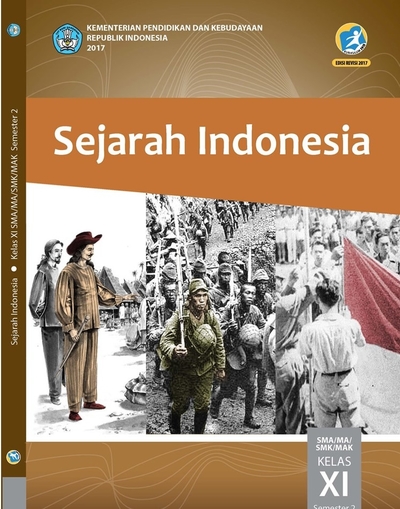 KEMENTERIAN PENDIDIKAN DAN KEBUDAYAAN
REPUBLIK INDONESIA
2017
EDISI REVISI 2017
Sejarah Indonesia
Sejarah Indonesia ● Kelas XI SMA/MA/SMK/MAK Semester 2
SMA/MA/
SMK/MAK
KELAS
XI
Semester 2